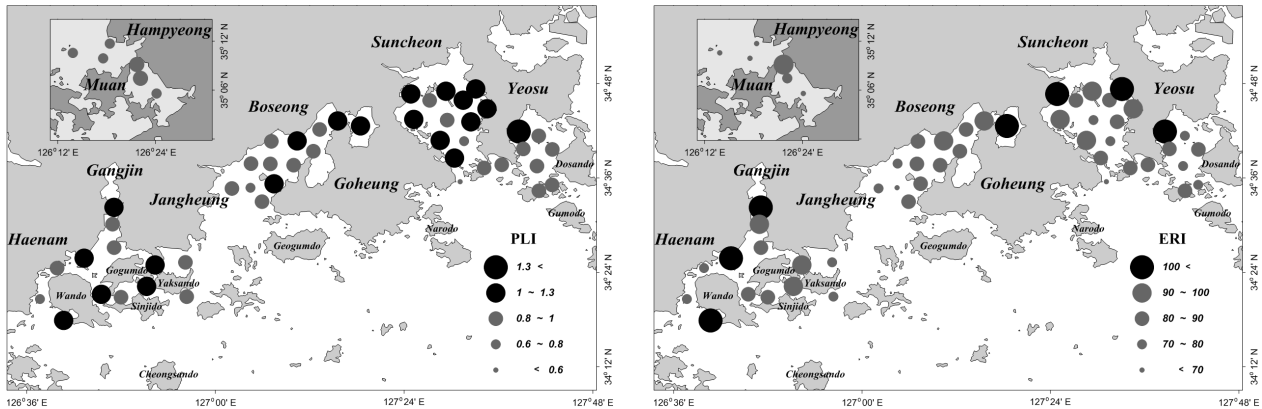 Hampyeong
Muan
35° 12' N
35° 06' N
126° 12' E
126° 24' E
Suncheon
Yeosu
Boseong
Gangjin
Jangheung
Goheung
Dosando
Gumodo
Haenam
Narodo
Geogumdo
Gogumdo
Yaksando
Wando
Sinjido
Cheongsando
PLI
1.3 <
1 ~ 1.3
0.8 ~ 1
0.6 ~ 0.8
< 0.6
34° 48' N
34° 36' N
34° 24' N
34° 12' N
126° 36' E
127° 00' E
127° 24' E
127° 48' E
Hampyeong
Muan
35° 12' N
35° 06' N
126° 12' E
126° 24' E
Suncheon
Yeosu
Boseong
Gangjin
Jangheung
Goheung
Dosando
Gumodo
Haenam
Narodo
Geogumdo
Gogumdo
Yaksando
Wando
Sinjido
Cheongsando
ERI
100 <
90 ~ 100
80 ~ 90
70 ~ 80
< 70
34° 48' N
34° 36' N
34° 24' N
34° 12' N
126° 36' E
127° 00' E
127° 24' E
127° 48' E